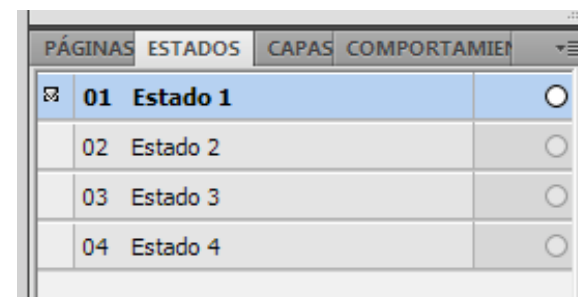 PÁGINAS ESTADOS CAPAS COMPORTAMIEN
01 Estado 1
02 Estado 2
03 Estado 3
04 Estado 4